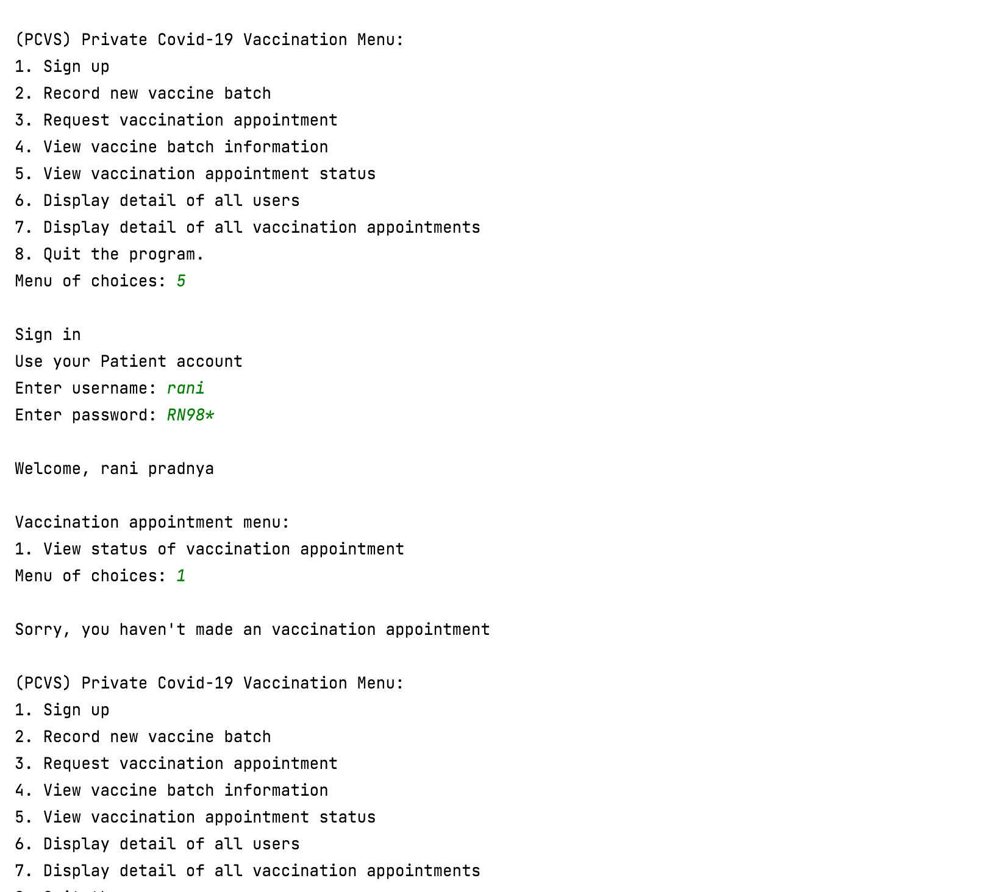 (PCVS) Private Covid-19 Vaccination Menu:
1. Sign up
2. Record new vaccine batch
3. Request vaccination appointment
4. View vaccine batch information
5. View vaccination appointment status
6. Display detail of all users
7. Display detail of all vaccination appointments
8. Quit the program.
Menu of choices: 5
Sign in
Use your Patient account
Enter username: rani
Enter password: RN98*
Welcome, rani pradnya
Vaccination appointment menu:
1. View status of vaccination appointment
Menu of choices: 1
Sorry, you haven't made an vaccination appointment
(PCVS) Private Covid-19 Vaccination Menu:
1. Sign up
2. Record new vaccine batch
3. Request vaccination appointment
4. View vaccine batch information
5. View vaccination appointment status
6. Display detail of all users
7. Display detail of all vaccination appointments